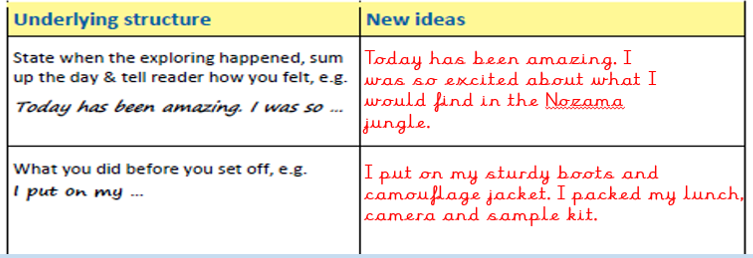 Underlying structure
New ideas
State when the exploring happened, sum
up the day & tell reader how you felt, e.g.
Today has been amazing. I was so ...
Today has been amazing. I
was so excited about what I
would find in the Nozama
jungle.
What you did before you set off, e.g.
I put on my ...
I put on my sturdy boots and
camouflage jacket. I packed my lunch,
camera and sample kit.